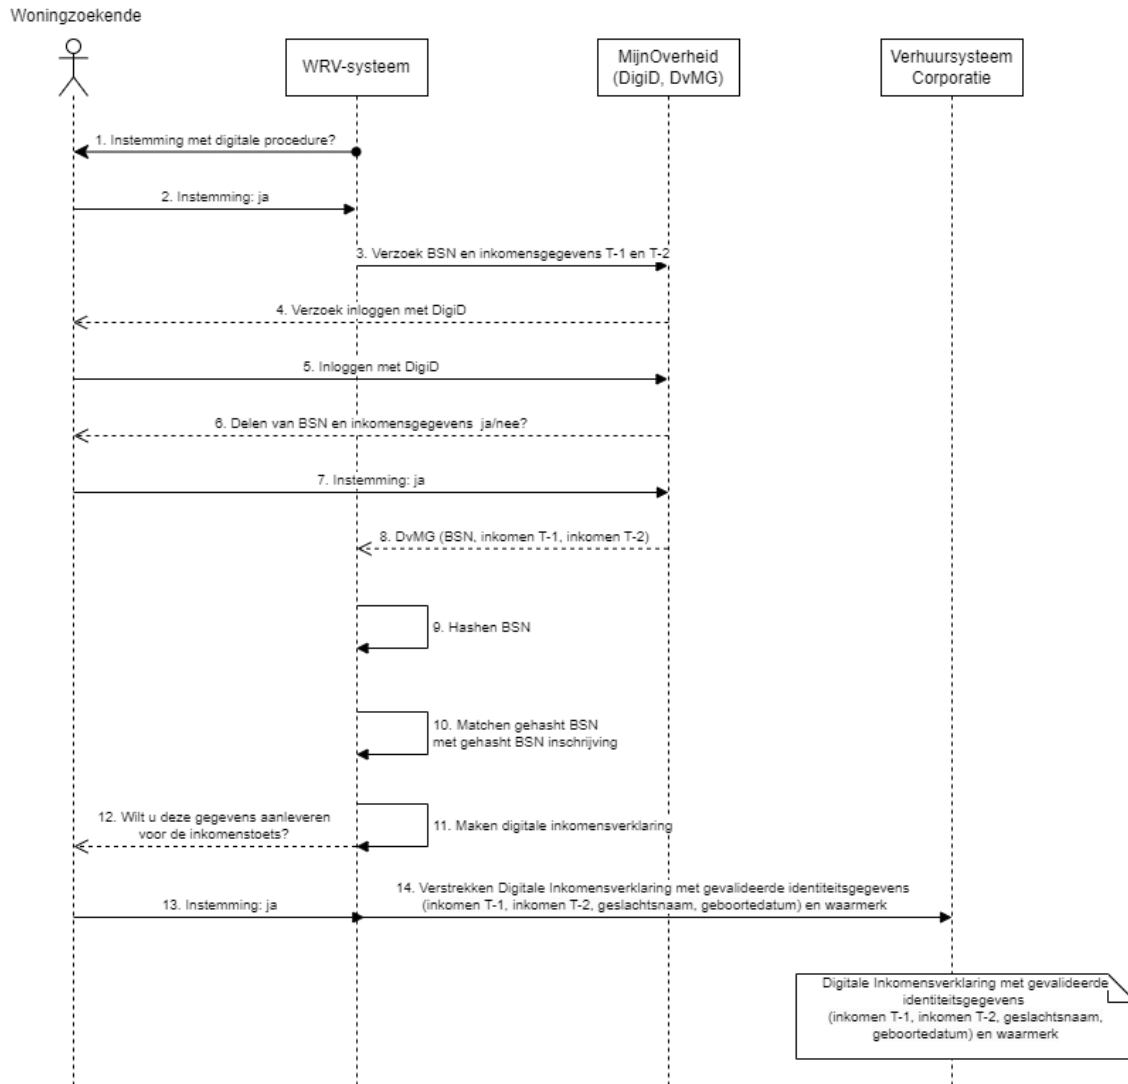 Woningzoekende
WRV-systeem
MijnOverheid
(DigiD, DvMG)
Verhuursysteem
Corporatie
1. Instemming met digitale procedure?
2. Instemming: ja
3. Verzoek BSN en inkomensgegevens T-1 en T-2
4. Verzoek inloggen met DigiD
5. Inloggen met DigiD
6. Delen van BSN en inkomensgegevens  ja/nee?
7. Instemming: ja
8. DvMG (BSN, inkomen T-1, inkomen T-2)
9. Hashen BSN
10. Matchen gehasht BSN
met gehasht BSN inschrijving
12. Wilt u deze gegevens aanleveren
voor de inkomenstoets?
11. Maken digitale inkomensverklaring
13. Instemming: ja
14. Verstrekken Digitale Inkomensverklaring met gevalideerde identiteitsgegevens
(inkomen T-1, inkomen T-2, geslachtsnaam, geboortedatum) en waarmerk
Digitale Inkomensverklaring met gevalideerde
identiteitsgegevens
(inkomen T-1, inkomen T-2, geslachtsnaam,
geboortedatum) en waarmerk